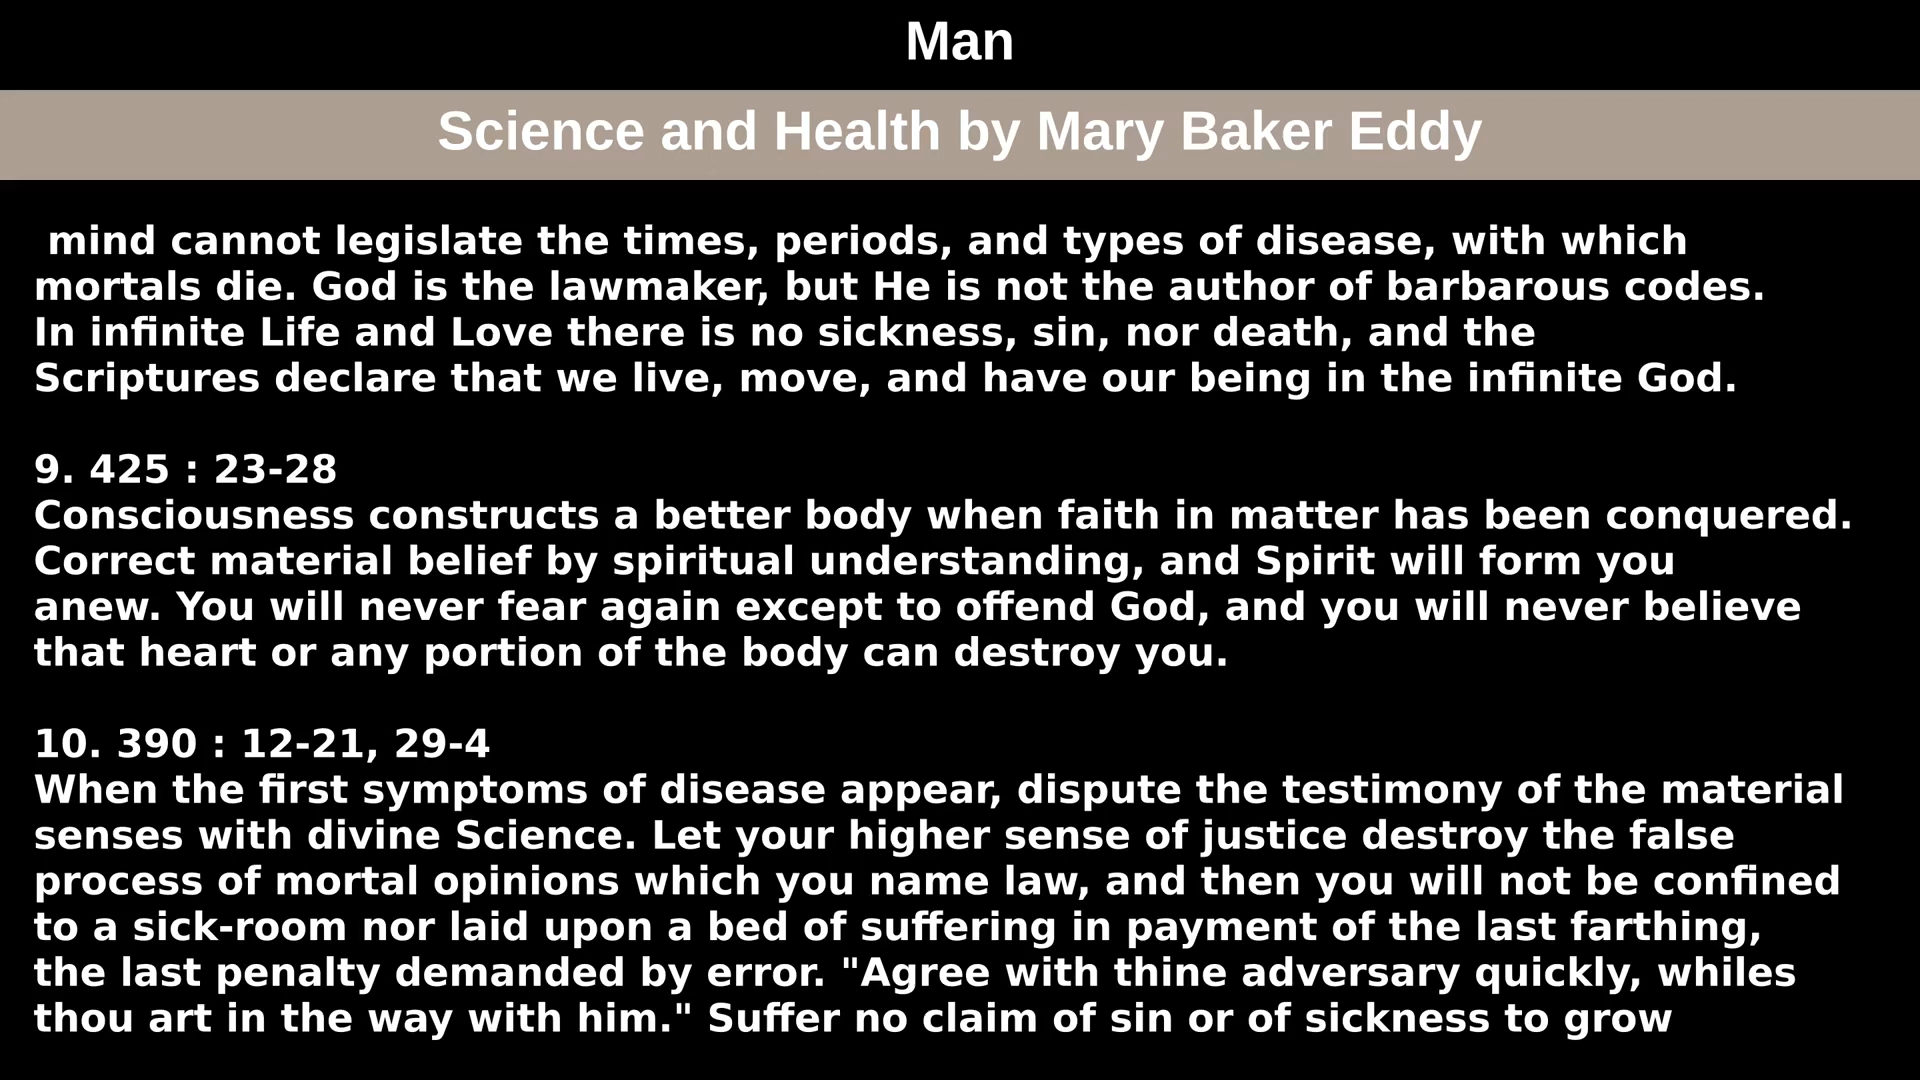 Man
Science and Health by Mary Baker Eddy
mind cannot legislate the times, periods, and types of disease, with which
mortals die. God is the lawmaker, but He is not the author of barbarous codes.
In infinite Life and Love there is no sickness, sin, nor death, and the
Scriptures declare that we live, move, and have our being in the infinite God.
9. 425 : 23-28
Consciousness constructs a better body when faith in matter has been conquered.
Correct material belief by spiritual understanding, and Spirit will form you
anew. You will never fear again except to offend God, and you will never believe
that heart or any portion of the body can destroy you.
10. 390 : 12-21, 29-4
When the first symptoms of disease appear, dispute the testimony of the material
senses with divine Science. Let your higher sense of justice destroy the false
process of mortal opinions which you name law, and then you will not be confined
to a sick-room nor laid upon a bed of suffering in payment of the last farthing,
the last penalty demanded by error. "Agree with thine adversary quickly, whiles
thou art in the way with him." Suffer no claim of sin or of sickness to grow